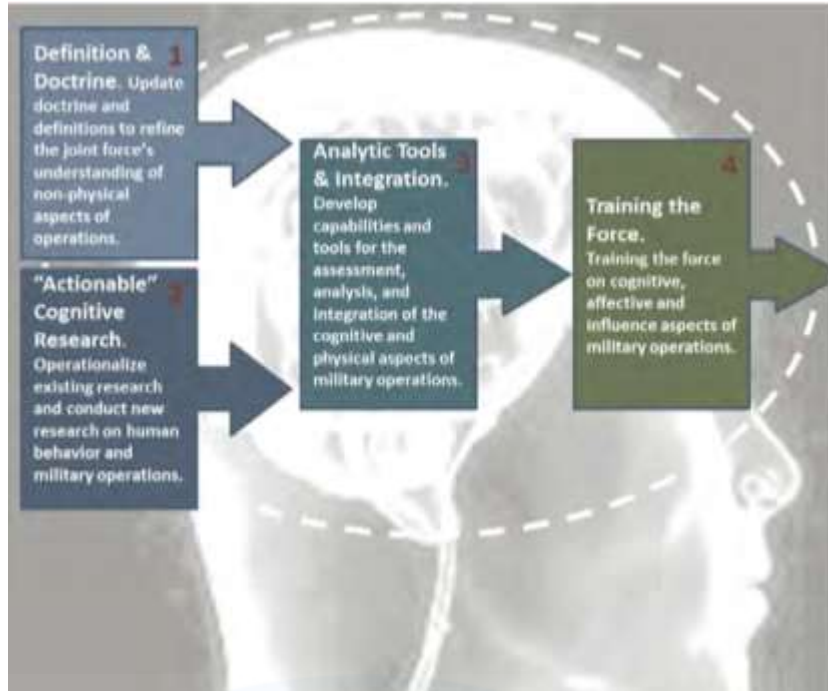 1
Definition &
Doctrine. Update
doctrine and
definitions to refine
the joint force's
understanding of
non-physical
aspects of
operations.
2
"Actionable"
Cognitive
Research.
Operationalize
existing research
and conduct new
research on human
behavior and
military operations.
3
Analytic Tools
& Integration.
Develop
capabilities and
tools for the
assessment,
analysis, and
integration of the
cognitive and
physical aspects of
military operations.
4
Training the
Force.
Training the force
on cognitive,
affective and
influence aspects of
military operations.